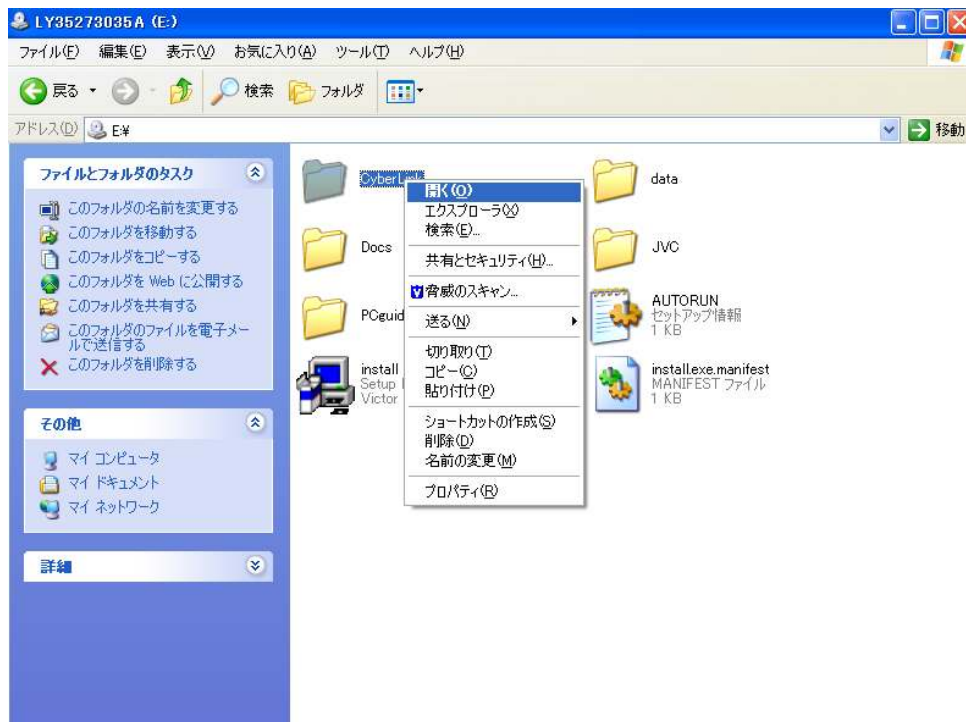 LY35273035A (E:)
ファイル(F) 編集(E) 表示(V) お気に入り(A) ツール(T) ヘルプ(H)
戻る 検索 フォルダ
アドレス(D) E:¥ 移動
ファイルとフォルダのタスク
このフォルダの名前を変更する
このフォルダを移動する
このフォルダをコピーする
このフォルダを Web に公開する
このフォルダを共有する
このフォルダのファイルを電子メー
ルで送信する
このフォルダを削除する
その他
マイ コンピュータ
マイ ドキュメント
マイ ネットワーク
詳細
data
Docs
JVC
PCguid
AUTORUN
セットアップ情報
1 KB
install
Setup
Victor
install.exe.manifest
MANIFEST ファイル
1 KB
開く(O)
エクスプローラ(X)
検索(E)...
共有とセキュリティ(H)...
脅威のスキャン...
送る(N)
切り取り(T)
コピー(C)
貼り付け(P)
ショートカットの作成(S)
削除(D)
名前の変更(M)
プロパティ(R)